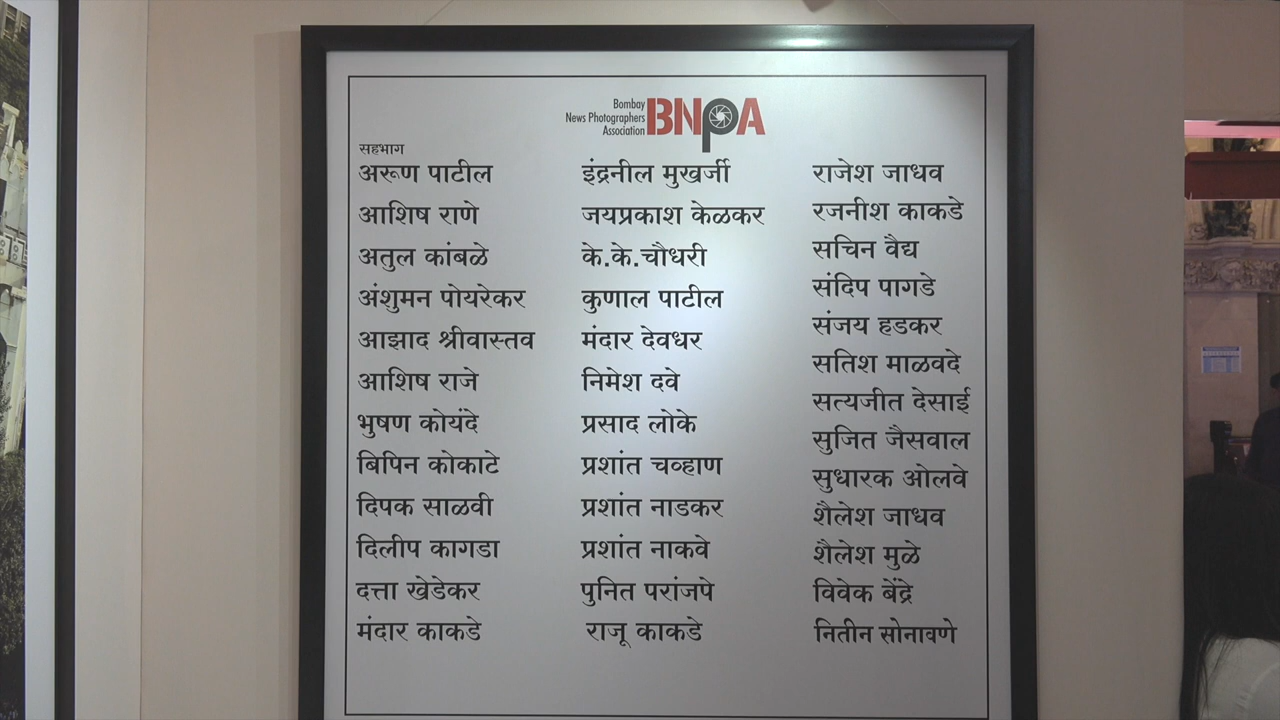 Bombay
News Photographers
Association
BNPA
सहभाग
अरूण पाटील
आशिष राणे
अतुल कांबळे
अंशुमन पोयरेकर
आझाद श्रीवास्तव
आशिष राजे
भुषण कोयंदे
बिपिन कोकाटे
दिपक साळवी
दिलीप कागडा
दत्ता खेडेकर
मंदार काकडे
इंद्रनील मुखर्जी
जयप्रकाश केळकर
के.के.चौधरी
कुणाल पाटील
मंदार देवधर
निमेश दवे
प्रसाद लोके
प्रशांत चव्हाण
प्रशांत नाडकर
प्रशांत नाकवे
पुनित परांजपे
राजू काकडे
राजेश जाधव
रजनीश काकडे
सचिन वैद्य
संदिप पागडे
संजय हडकर
सतिश माळवदे
सत्यजीत देसाई
सुजित जैसवाल
सुधारक ओलवे
शैलेश जाधव
शैलेश मुळे
विवेक बेंद्रे
नितीन सोनावणे